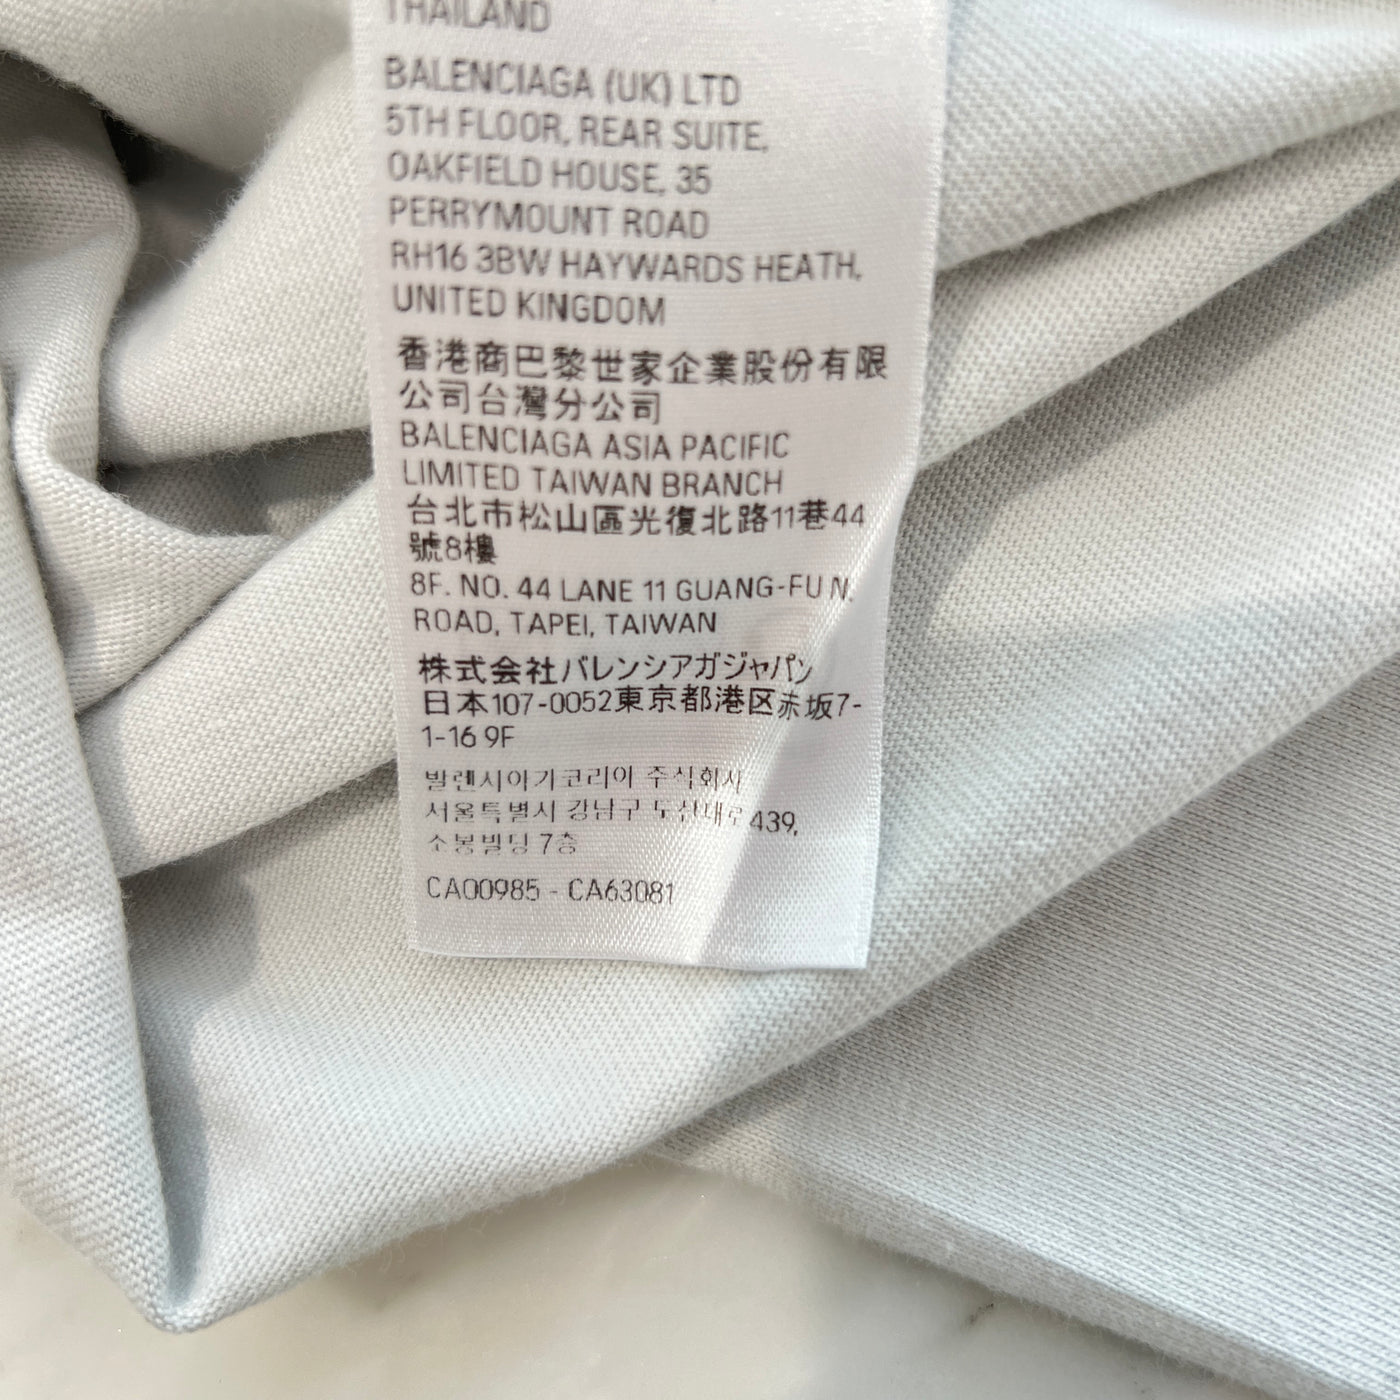 THAILAND
BALENCIAGA (UK) LTD
5TH FLOOR, REAR SUITE,
OAKFIELD HOUSE, 35
PERRYMOUNT ROAD
RH16 3BW HAYWARDS HEATH,
UNITED KINGDOM
香港商巴黎世家企業股份有限
公司台灣分公司
BALENCIAGA ASIA PACIFIC
LIMITED TAIWAN BRANCH
台北市松山區光復北路11巷44
號8樓
8F. NO. 44 LANE 11 GUANG-FU N.
ROAD, TAPEI, TAIWAN
株式会社バレンシアガジャパン
日本107-0052東京都港区赤坂7-
1-16 9F
발렌시아가코리아 주식회사
서울특별시 강남구 도산대로 439,
소봉빌딩 7층
CA00985 - CA63081